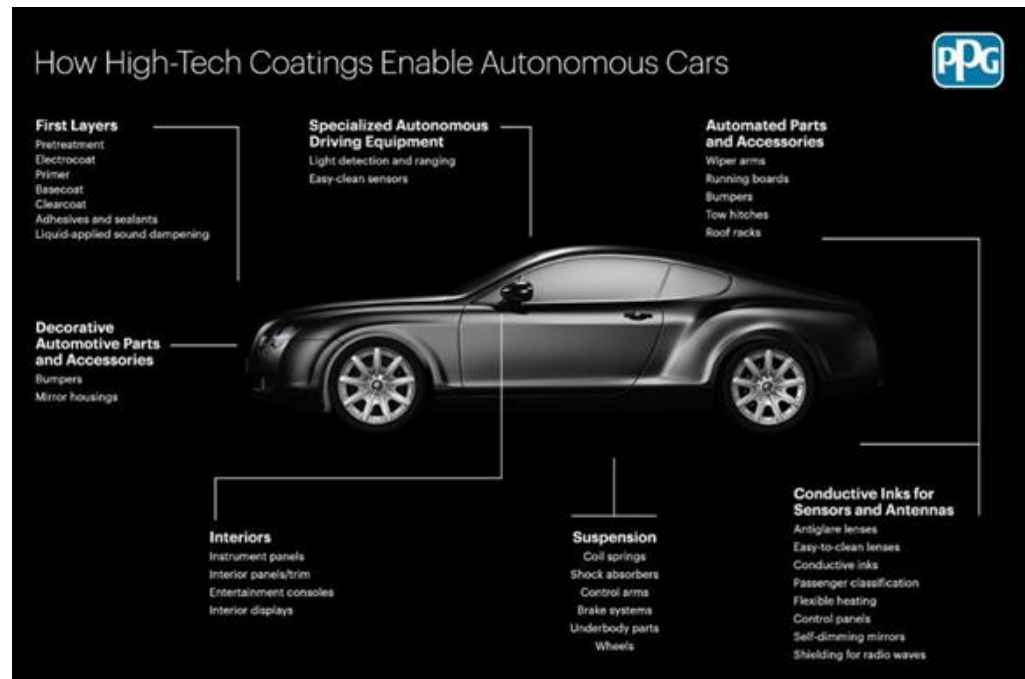 How High-Tech Coatings Enable Autonomous Cars
PPG
First Layers
Pretreatment
Electrocoat
Primer
Basecoat
Clearcoat
Adhesives and sealants
Liquid-applied sound dampening
Specialized Autonomous
Driving Equipment
Light detection and ranging
Easy-clean sensors
Automated Parts
and Accessories
Wiper arms
Running boards
Bumpers
Tow hitches
Roof racks
Decorative
Automotive Parts
and Accessories
Bumpers
Mirror housings
Interiors
Instrument panels
Interior panels/trim
Entertainment consoles
Interior displays
Suspension
Coil springs
Shock absorbers
Control arms
Brake systems
Underbody parts
Wheels
Conductive Inks for
Sensors and Antennas
Antiglare lenses
Easy-to-clean lenses
Conductive inks
Passenger classification
Flexible heating
Control panels
Self-dimming mirrors
Shielding for radio waves